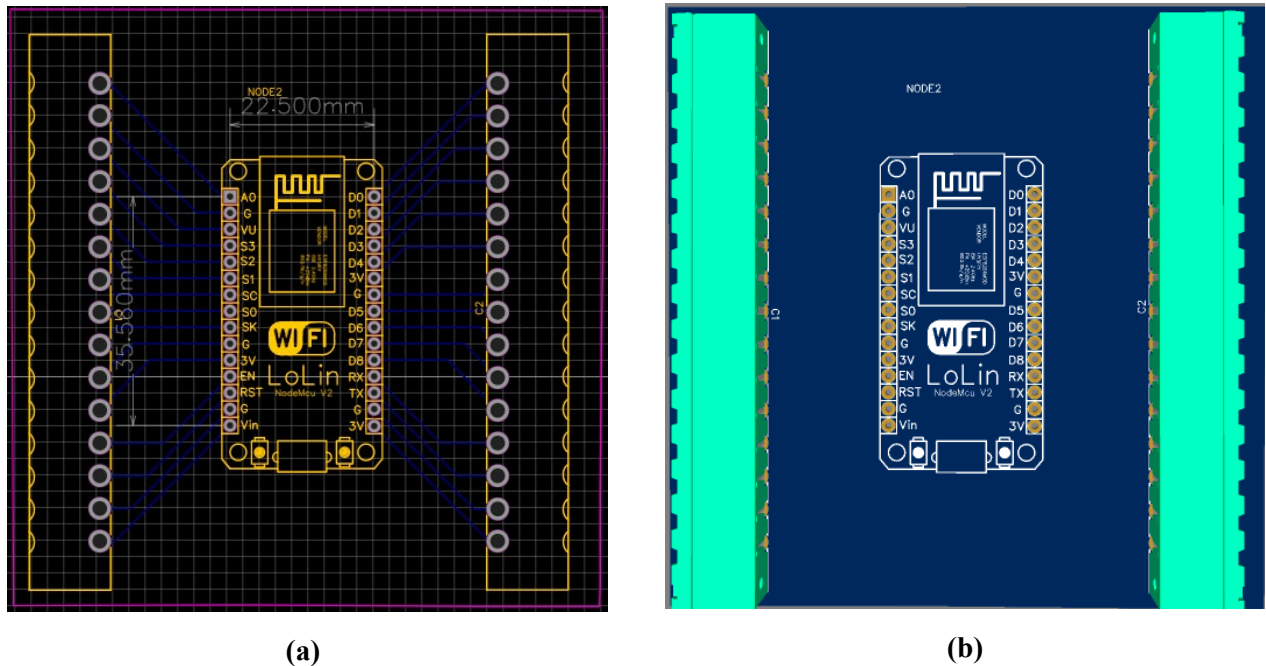 NODE2
22.500mm
35.560mm
A0
G
VU
S3
S2
S1
SC
S0
SK
G
3V
EN
RST
G
Vin
D0
D1
D2
D3
D4
3V
G
D5
D6
D7
D8
RX
TX
G
3V
WIFI
LoLin
NodeMcu V2
C2
(a)
NODE2
A0
G
VU
S3
S2
S1
SC
S0
SK
G
3V
EN
RST
G
Vin
D0
D1
D2
D3
D4
3V
G
D5
D6
D7
D8
RX
TX
G
3V
MODEL
VENDOR
WIFI
LoLin
NodeMcu V2
C1
C2
(b)